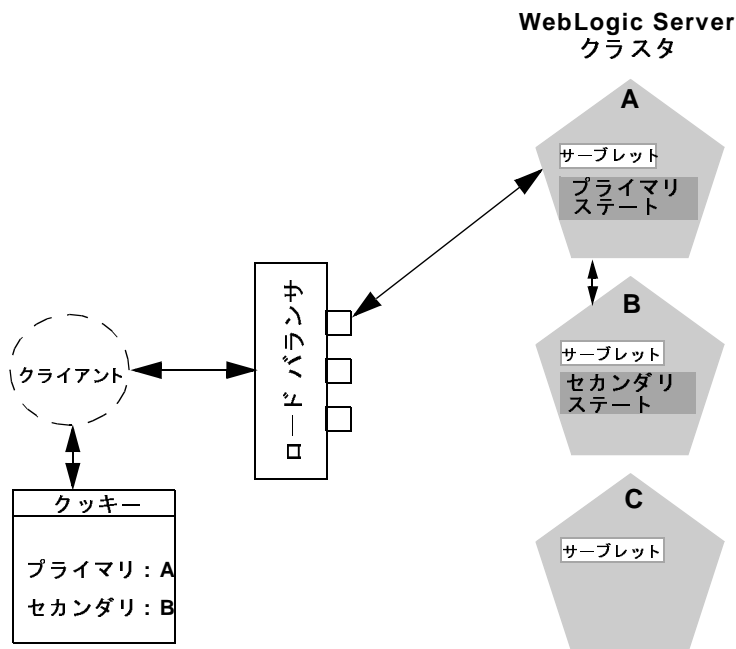 WebLogic Server
クラスタ
A
サーブレット
プライマリ
ステート
B
サーブレット
セカンダリ
ステート
C
サーブレット
ロード バランサ
クライアント
クッキー
プライマリ : A
セカンダリ : B